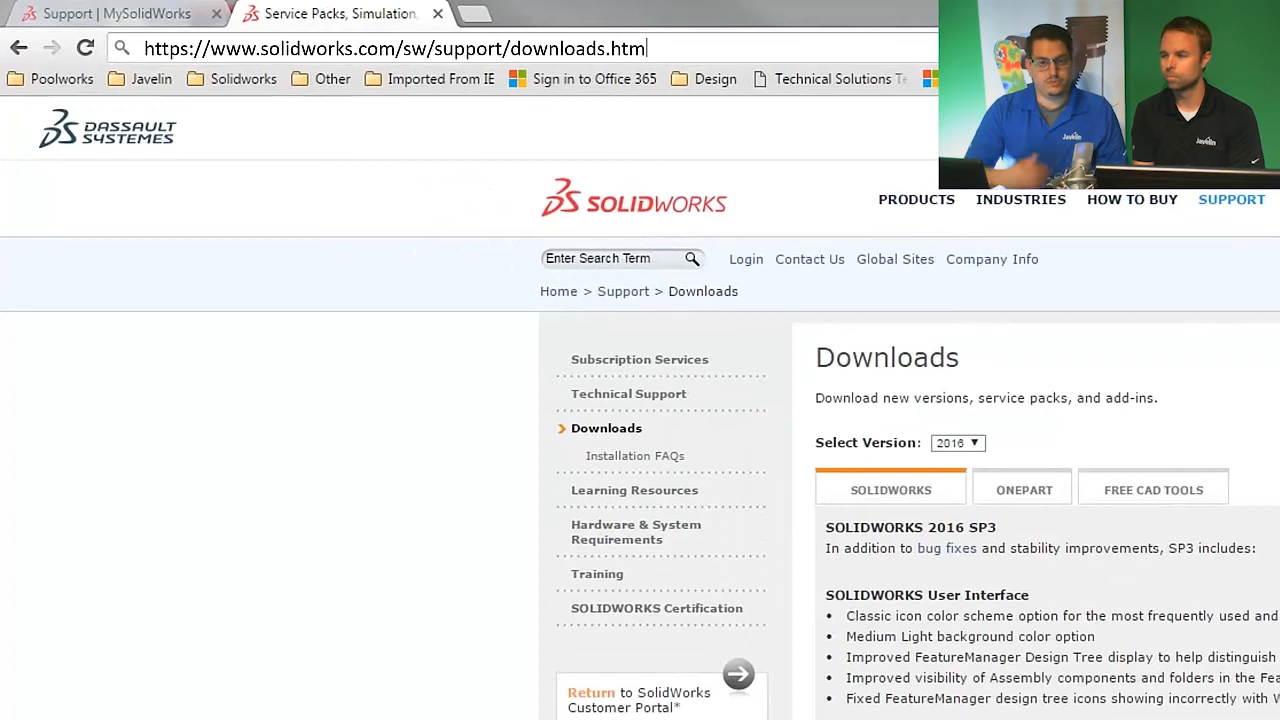 Support | MySolidWorks
Service Packs, Simulation
https://www.solidworks.com/sw/support/downloads.htm
Poolworks Javelin Solidworks Other Imported From IE Sign in to Office 365 Design Technical Solutions Te
DASSAULT SYSTEMES
SOLIDWORKS
PRODUCTS INDUSTRIES HOW TO BUY SUPPORT
Enter Search Term Login Contact Us Global Sites Company Info
Home > Support > Downloads
Subscription Services
Technical Support
Downloads
Installation FAQs
Learning Resources
Hardware & System
Requirements
Training
SOLIDWORKS Certification
Return to SolidWorks
Customer Portal*
Downloads
Download new versions, service packs, and add-ins.
Select Version: 2016
SOLIDWORKS ONEPART FREE CAD TOOLS
SOLIDWORKS 2016 SP3
In addition to bug fixes and stability improvements, SP3 includes:
SOLIDWORKS User Interface
• Classic icon color scheme option for the most frequently used and
• Medium Light background color option
• Improved FeatureManager Design Tree display to help distinguish
• Improved visibility of Assembly components and folders in the Fea
• Fixed FeatureManager design tree icons showing incorrectly with W
Javelin
Javelin